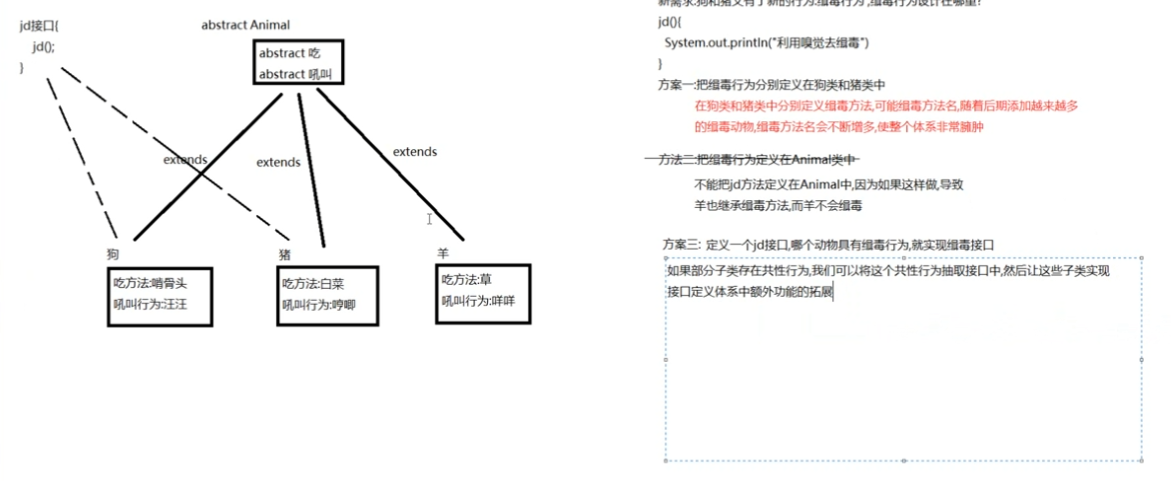 jd接口{
jd();
}
abstract Animal
abstract 吃
abstract 吼叫
extends
extends
extends
狗
吃方法:啃骨头
吼叫行为:汪汪
猪
吃方法:白菜
吼叫行为:哼唧
羊
吃方法:草
吼叫行为:咩咩
新需求:狗和猪又有了新的行为:缉毒行为,缉毒行为设计在哪里?
jd(){
System.out.println("利用嗅觉去缉毒")
}
方案一:把缉毒行为分别定义在狗类和猪类中
在狗类和猪类中分别定义缉毒方法,可能缉毒方法名,随着后期添加越来越多
的缉毒动物,缉毒方法名会不断增多,使整个体系非常臃肿
方法二:把缉毒行为定义在Animal类中
不能把jd方法定义在Animal中,因为如果这样做,导致
羊也继承缉毒方法,而羊不会缉毒
方案三: 定义一个jd接口,哪个动物具有缉毒行为,就实现缉毒接口
如果部分子类存在共性行为,我们可以将这个共性行为抽取接口中,然后让这些子类实现
接口定义体系中额外功能的拓展